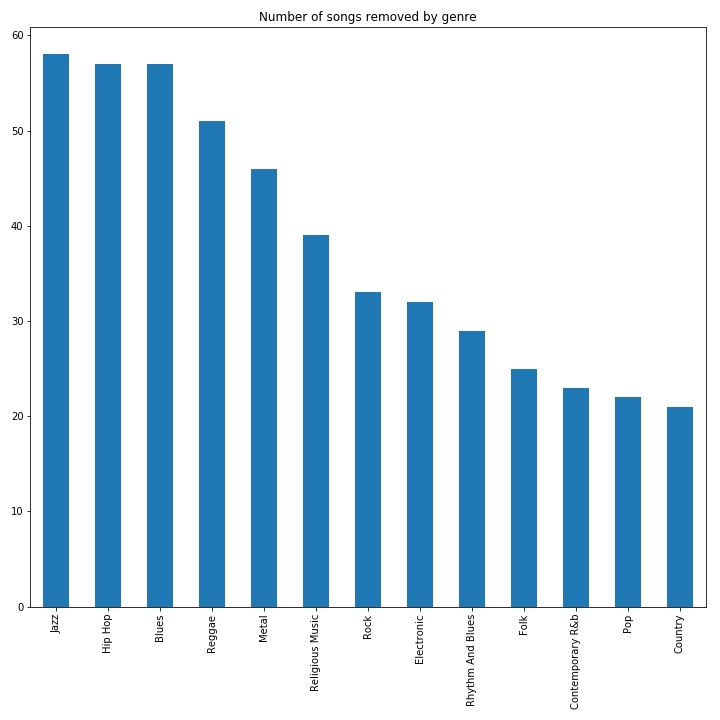 Number of songs removed by genre
60
50
40
30
20
10
0
Jazz
Hip Hop
Blues
Reggae
Metal
Religious Music
Rock
Electronic
Rhythm And Blues
Folk
Contemporary R&b
Pop
Country